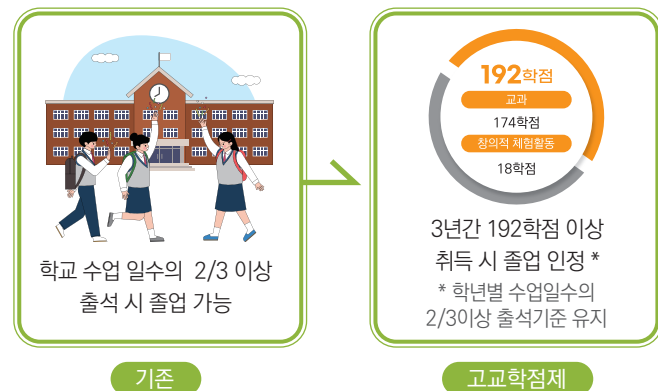 학교 수업 일수의 2/3 이상
출석 시 졸업 가능
기존
192학점
교과
174학점
창의적 체험활동
18학점
3년간 192학점 이상
취득 시 졸업 인정 *
* 학년별 수업일수의
2/3이상 출석기준 유지
고교학점제